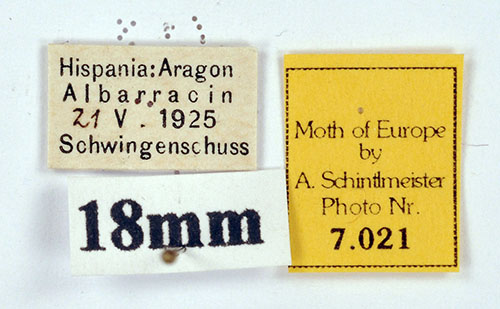 Hispania: Aragon
Albarracin
21 V. 1925
Schwingenschuss
18mm
Moth of Europe
by
A. Schintlmeister
Photo Nr.
7.021